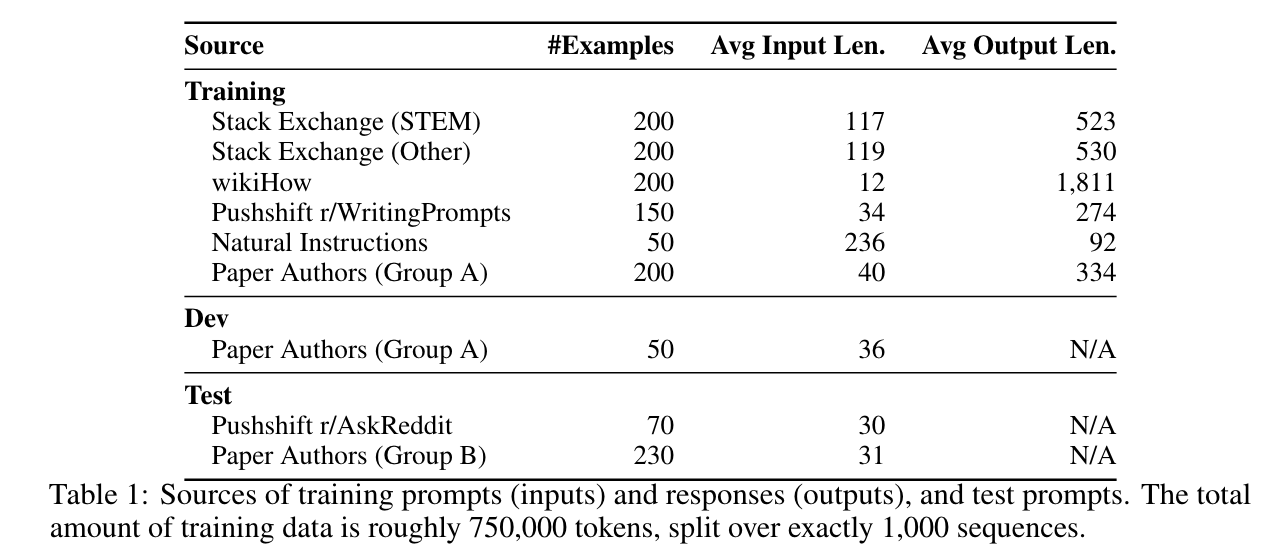 Source #Examples Avg Input Len. Avg Output Len.
Training
Stack Exchange (STEM) 200 117 523
Stack Exchange (Other) 200 119 530
wikiHow 200 12 1,811
Pushshift r/WritingPrompts 150 34 274
Natural Instructions 50 236 92
Paper Authors (Group A) 200 40 334
Dev
Paper Authors (Group A) 50 36 N/A
Test
Pushshift r/AskReddit 70 30 N/A
Paper Authors (Group B) 230 31 N/A
Table 1: Sources of training prompts (inputs) and responses (outputs), and test prompts. The total
amount of training data is roughly 750,000 tokens, split over exactly 1,000 sequences.